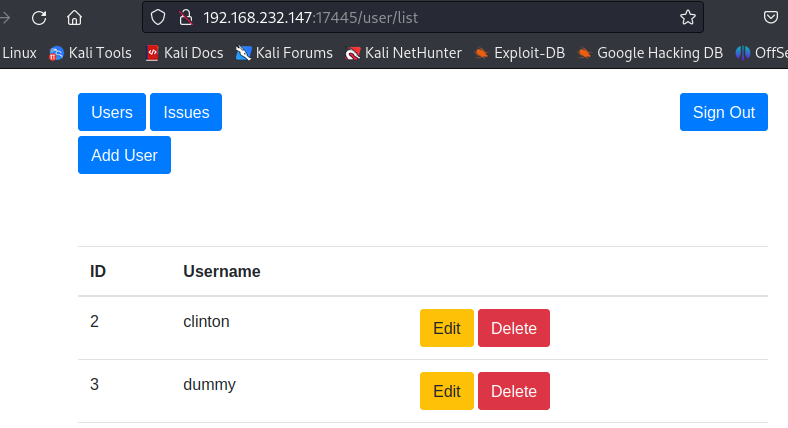 192.168.232.147:17445/user/list
Linux Kali Tools Kali Docs Kali Forums Kali NetHunter Exploit-DB Google Hacking DB OffSe
Users Issues Sign Out
Add User
ID Username
2 clinton Edit Delete
3 dummy Edit Delete